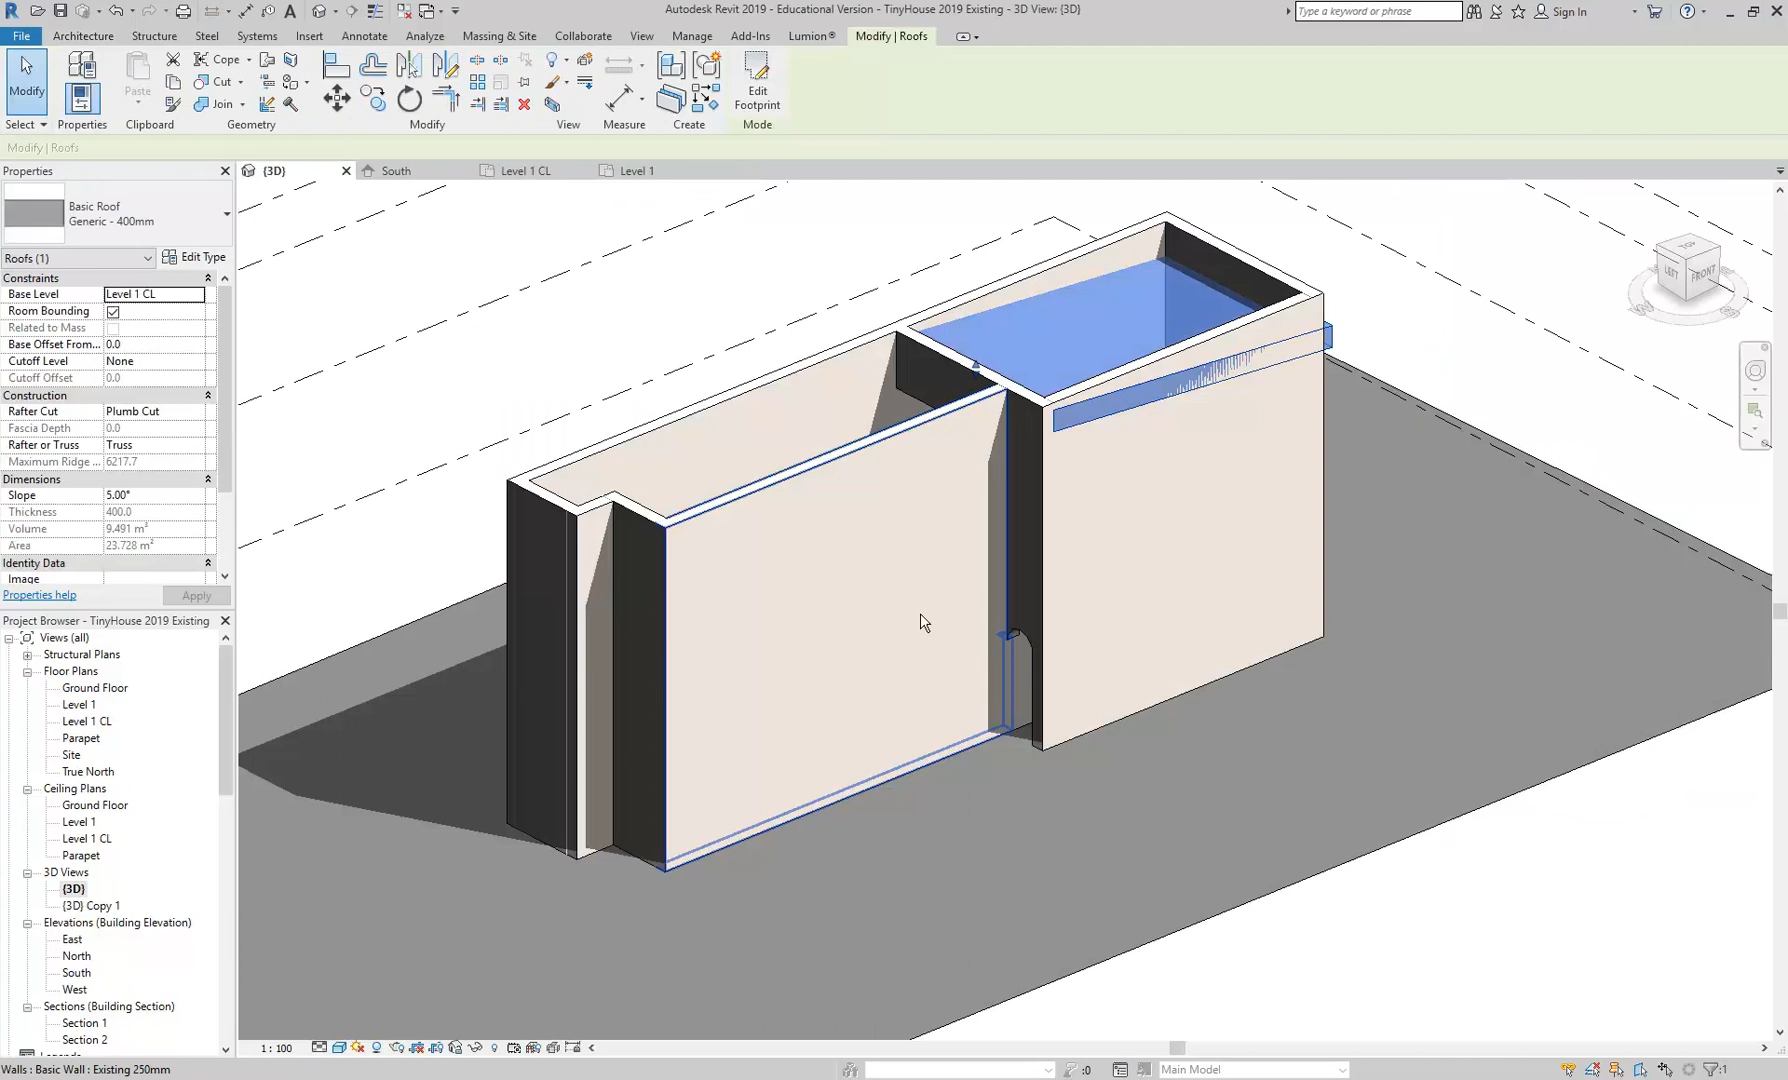 Autodesk Revit 2019 - Educational Version - TinyHouse 2019 Existing - 3D View: {3D}
Type a keyword or phrase
Sign In
File Architecture Structure Steel Systems Insert Annotate Analyze Massing & Site Collaborate View Manage Add-Ins Lumion® Modify | Roofs
Modify
Paste
Cope
Cut
Join
Edit Footprint
Select Properties Clipboard Geometry Modify View Measure Create Mode
Modify | Roofs
Properties
{3D} South Level 1 CL Level 1
Basic Roof
Generic - 400mm
Roofs (1) Edit Type
Constraints
Base Level Level 1 CL
Room Bounding
Related to Mass
Base Offset From... 0.0
Cutoff Level None
Cutoff Offset 0.0
Construction
Rafter Cut Plumb Cut
Fascia Depth 0.0
Rafter or Truss Truss
Maximum Ridge ... 6217.7
Dimensions
Slope 5.00°
Thickness 400.0
Volume 9.491 m³
Area 23.728 m²
Identity Data
Image
Properties help Apply
Project Browser - TinyHouse 2019 Existing
Views (all)
Structural Plans
Floor Plans
Ground Floor
Level 1
Level 1 CL
Parapet
Site
True North
Ceiling Plans
Ground Floor
Level 1
Level 1 CL
Parapet
3D Views
{3D}
{3D} Copy 1
Elevations (Building Elevation)
East
North
South
West
Sections (Building Section)
Section 1
Section 2
TOP
LEFT
FRONT
1 : 100
Walls : Basic Wall : Existing 250mm
:0
Main Model
:1